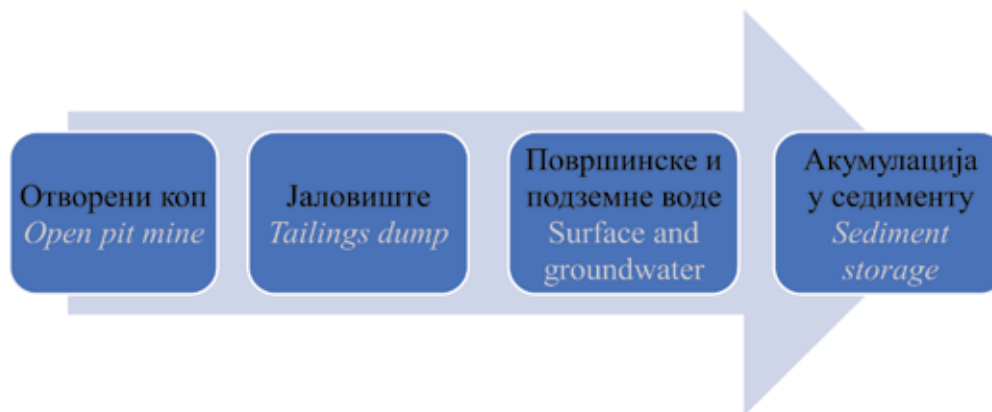 Отворени коп
Open pit mine
Јаловиште
Tailings dump
Површинске и
подземне воде
Surface and
groundwater
Акумулација
у седименту
Sediment
storage